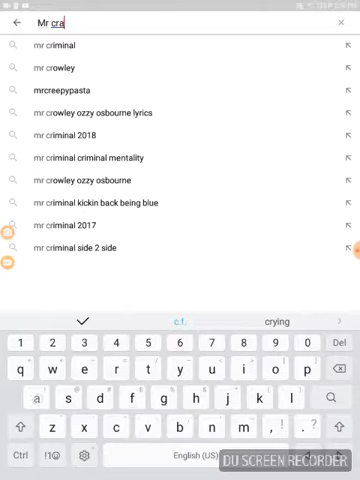 Mr cra
mr criminal
mr crowley
mrcreepypasta
mr crowley ozzy osbourne lyrics
mr criminal 2018
mr criminal criminal mentality
mr crowley ozzy osbourne
mr criminal kickin back being blue
mr criminal 2017
mr criminal side 2 side
c.f. crying
1 2 3 4 5 6 7 8 9 0 Del
q w e r t y u i o p
a s d f g h j k l
z x c v b n m , ! . ?
Ctrl !1☺ English (US)
DU SCREEN RECORDER